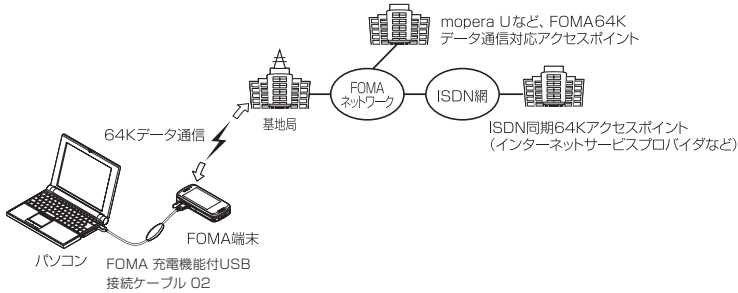 mopera Uなど、FOMA64K
データ通信対応アクセスポイント
FOMA
ネットワーク
ISDN網
基地局
64Kデータ通信
ISDN同期64Kアクセスポイント
(インターネットサービスプロバイダなど)
FOMA端末
パソコン
FOMA 充電機能付USB
接続ケーブル 02